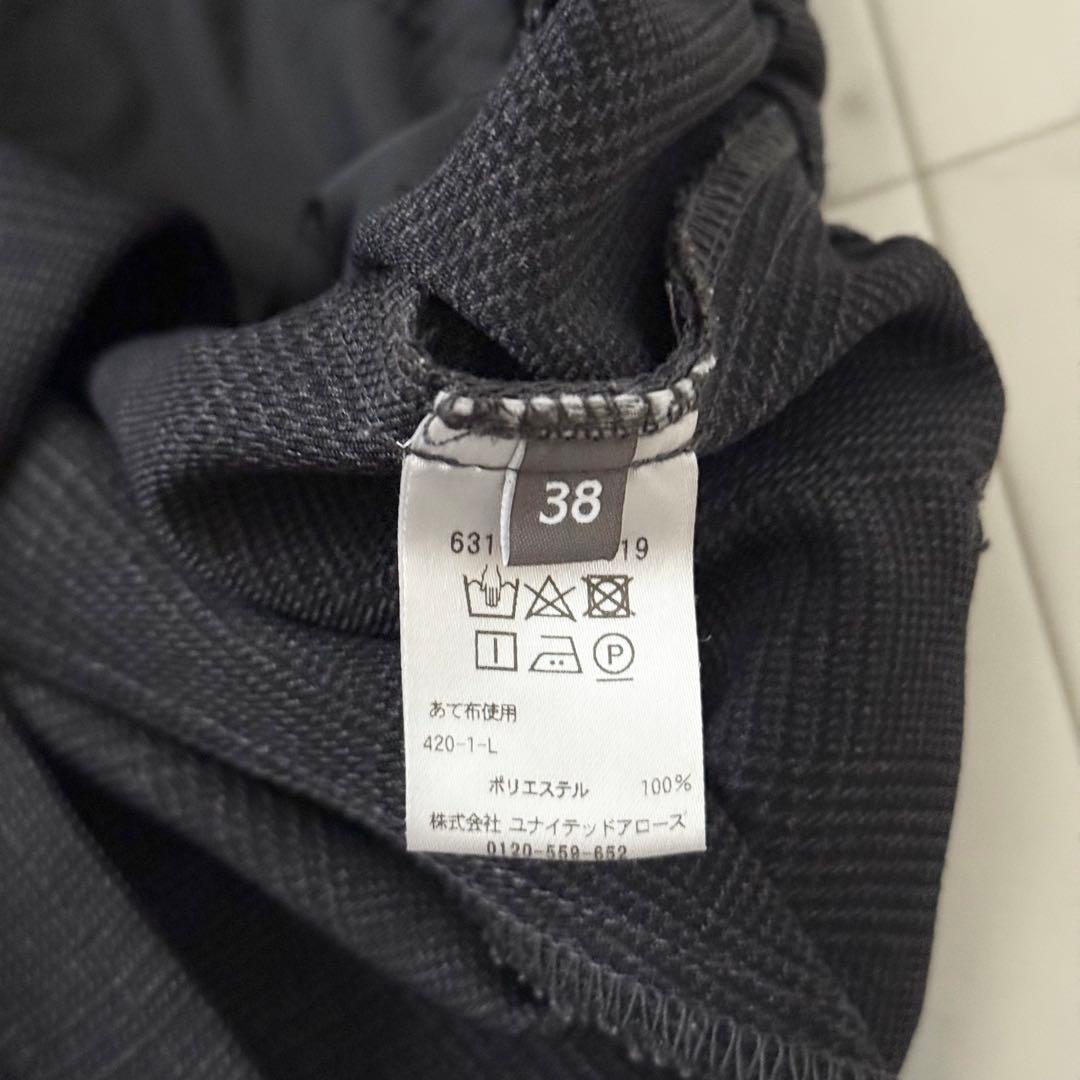 38
631 19
P
あて布使用
420-1-L
ポリエステル 100%
株式会社 ユナイテッドアローズ
0120-559-652